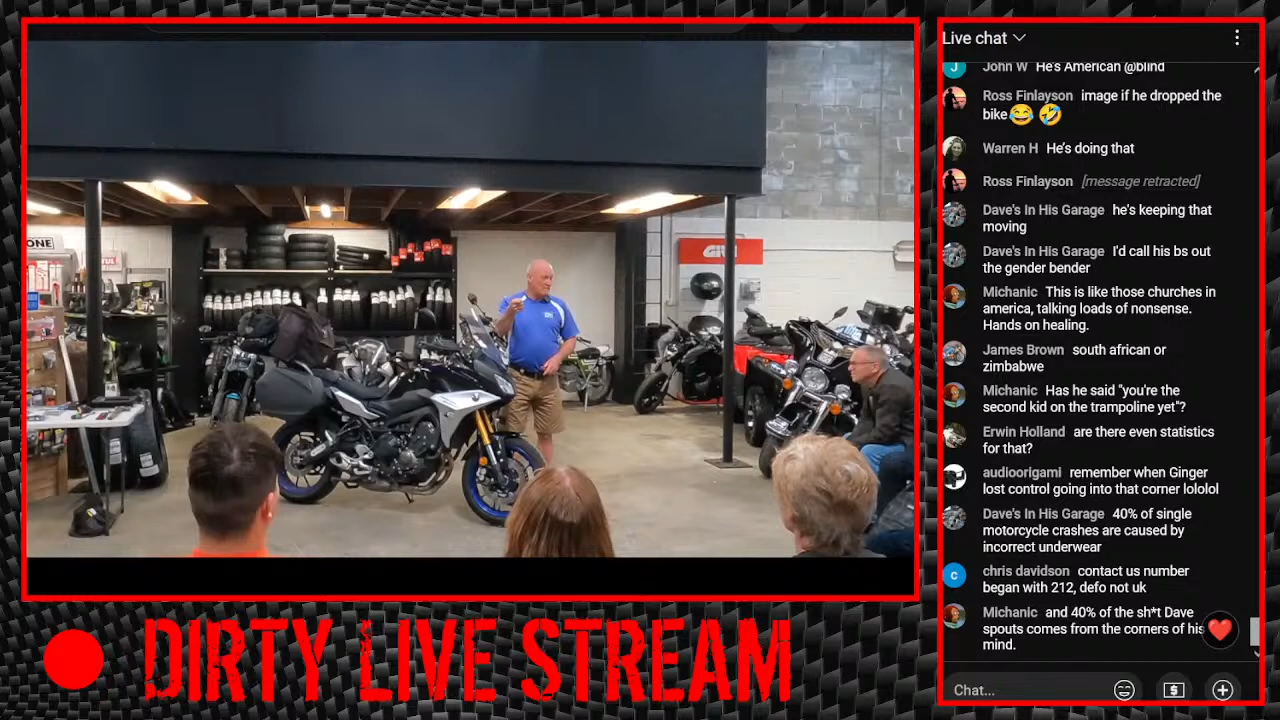 Live chat
John W He's American @blind
Ross Finlayson image if he dropped the
bike😂🤣
Warren H He's doing that
Ross Finlayson [message retracted]
Dave's In His Garage he's keeping that
moving
Dave's In His Garage I'd call his bs out
the gender bender
Michanic This is like those churches in
america, talking loads of nonsense.
Hands on healing.
James Brown south african or
zimbabwe
Michanic Has he said "you're the
second kid on the trampoline yet"?
Erwin Holland are there even statistics
for that?
audioorigami remember when Ginger
lost control going into that corner lololol
Dave's In His Garage 40% of single
motorcycle crashes are caused by
incorrect underwear
chris davidson contact us number
began with 212, defo not uk
Michanic and 40% of the sh*t Dave
spouts comes from the corners of his
mind.
Chat...
ONE
GIVI
DIRTY LIVE STREAM